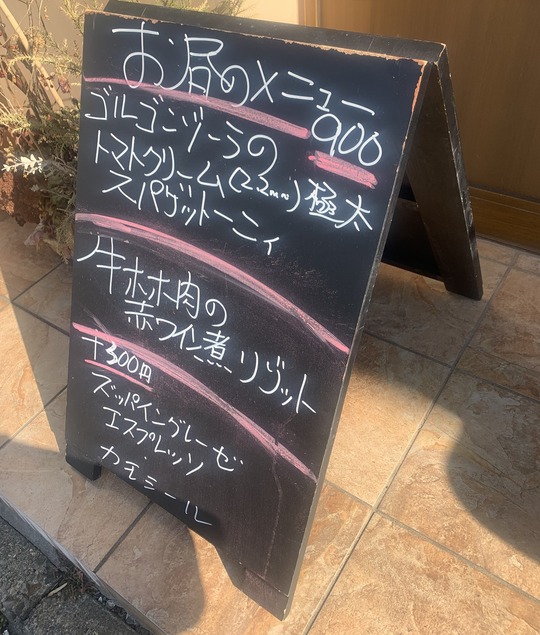 お昼のメニュー
900
ゴルゴンゾーラの
トマトクリーム(2.2mm)極太
スパゲットーニィ
牛ホホ肉の
赤ワイン煮 リゾット
+300円
ズッパイングレーゼ
エスプレッソ
カモミール